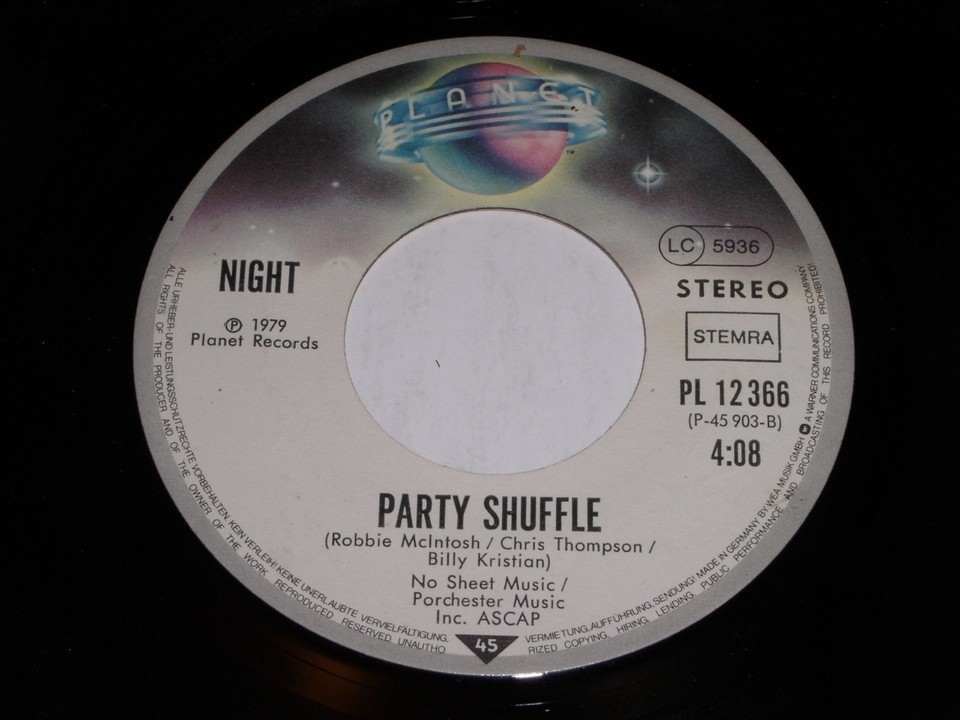 PLANET
TM
NIGHT
Ⓟ 1979
Planet Records
LC 5936
STEREO
STEMRA
PL 12 366
(P-45 903-B)
4:08
PARTY SHUFFLE
(Robbie McIntosh / Chris Thompson /
Billy Kristian)
No Sheet Music /
Porchester Music
Inc. ASCAP
45
ALLE URHEBER- UND LEISTUNGSSCHUTZRECHTE VORBEHALTEN. KEIN VERLEIH! KEINE UNERLAUBTE VERVIELFÄLTIGUNG,
VERMIETUNG, AUFFÜHRUNG, SENDUNG! MADE IN GERMANY BY WEA MUSIK GMBH A WARNER COMMUNICATIONS COMPANY
ALL RIGHTS OF THE PRODUCER AND OF THE OWNER OF THE WORK REPRODUCED RESERVED UNAUTHO
RIZED COPYING HIRING, LENDING PUBLIC PERFORMANCE AND BROADCASTING OF THIS RECORD PROHIBITED!